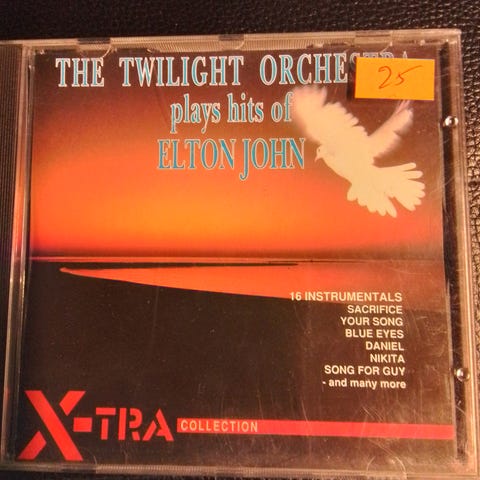 THE TWILIGHT ORCHESTRA
25
plays hits of
ELTON JOHN
16 INSTRUMENTALS
SACRIFICE
YOUR SONG
BLUE EYES
DANIEL
NIKITA
SONG FOR GUY
- and many more
X-TRA COLLECTION